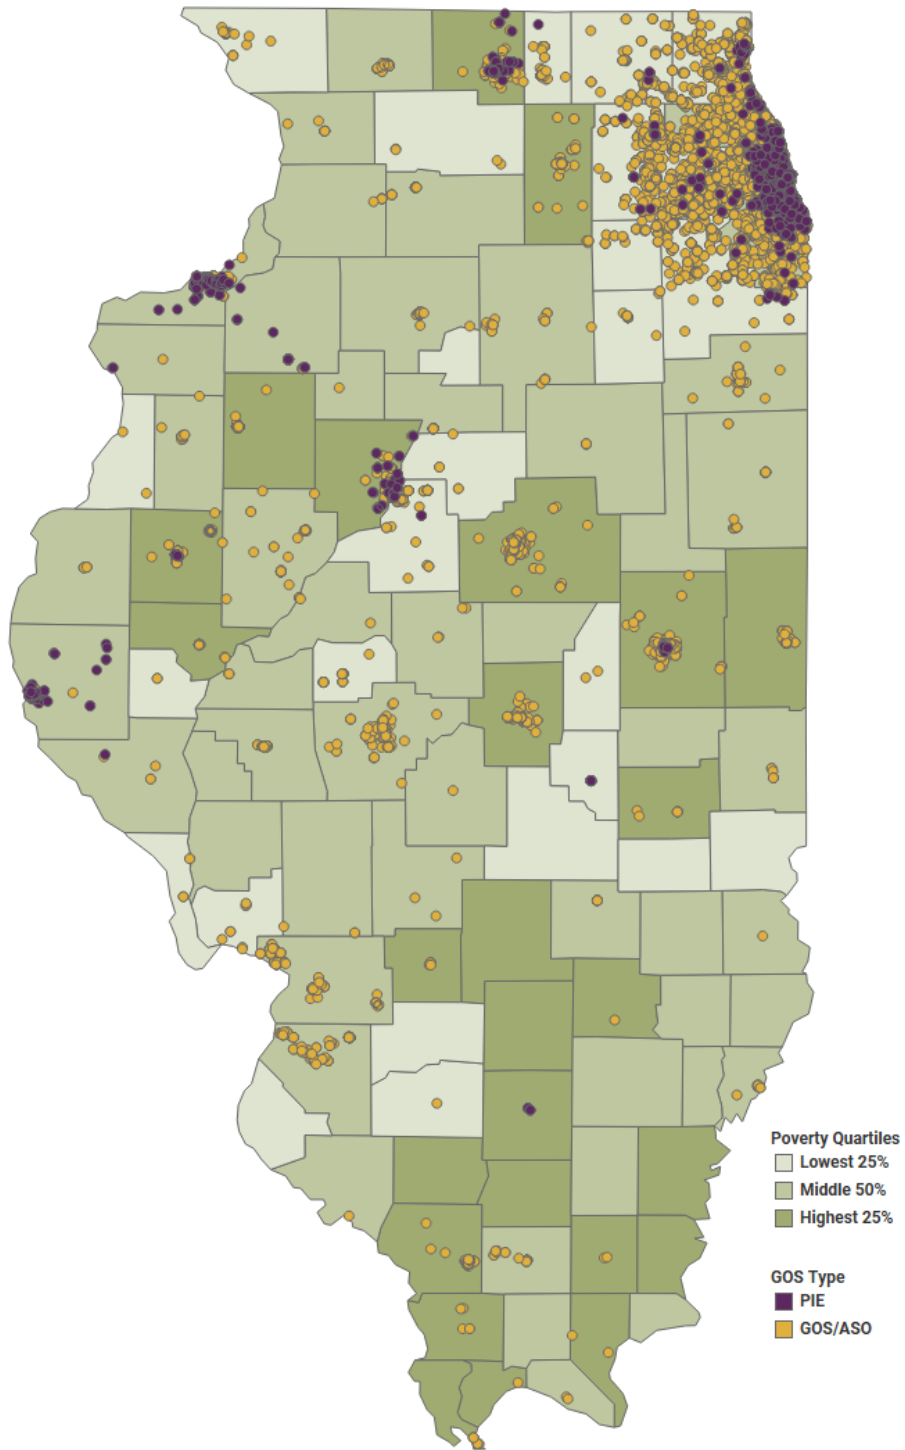 Poverty Quartiles
Lowest 25%
Middle 50%
Highest 25%
GOS Type
PIE
GOS/ASO